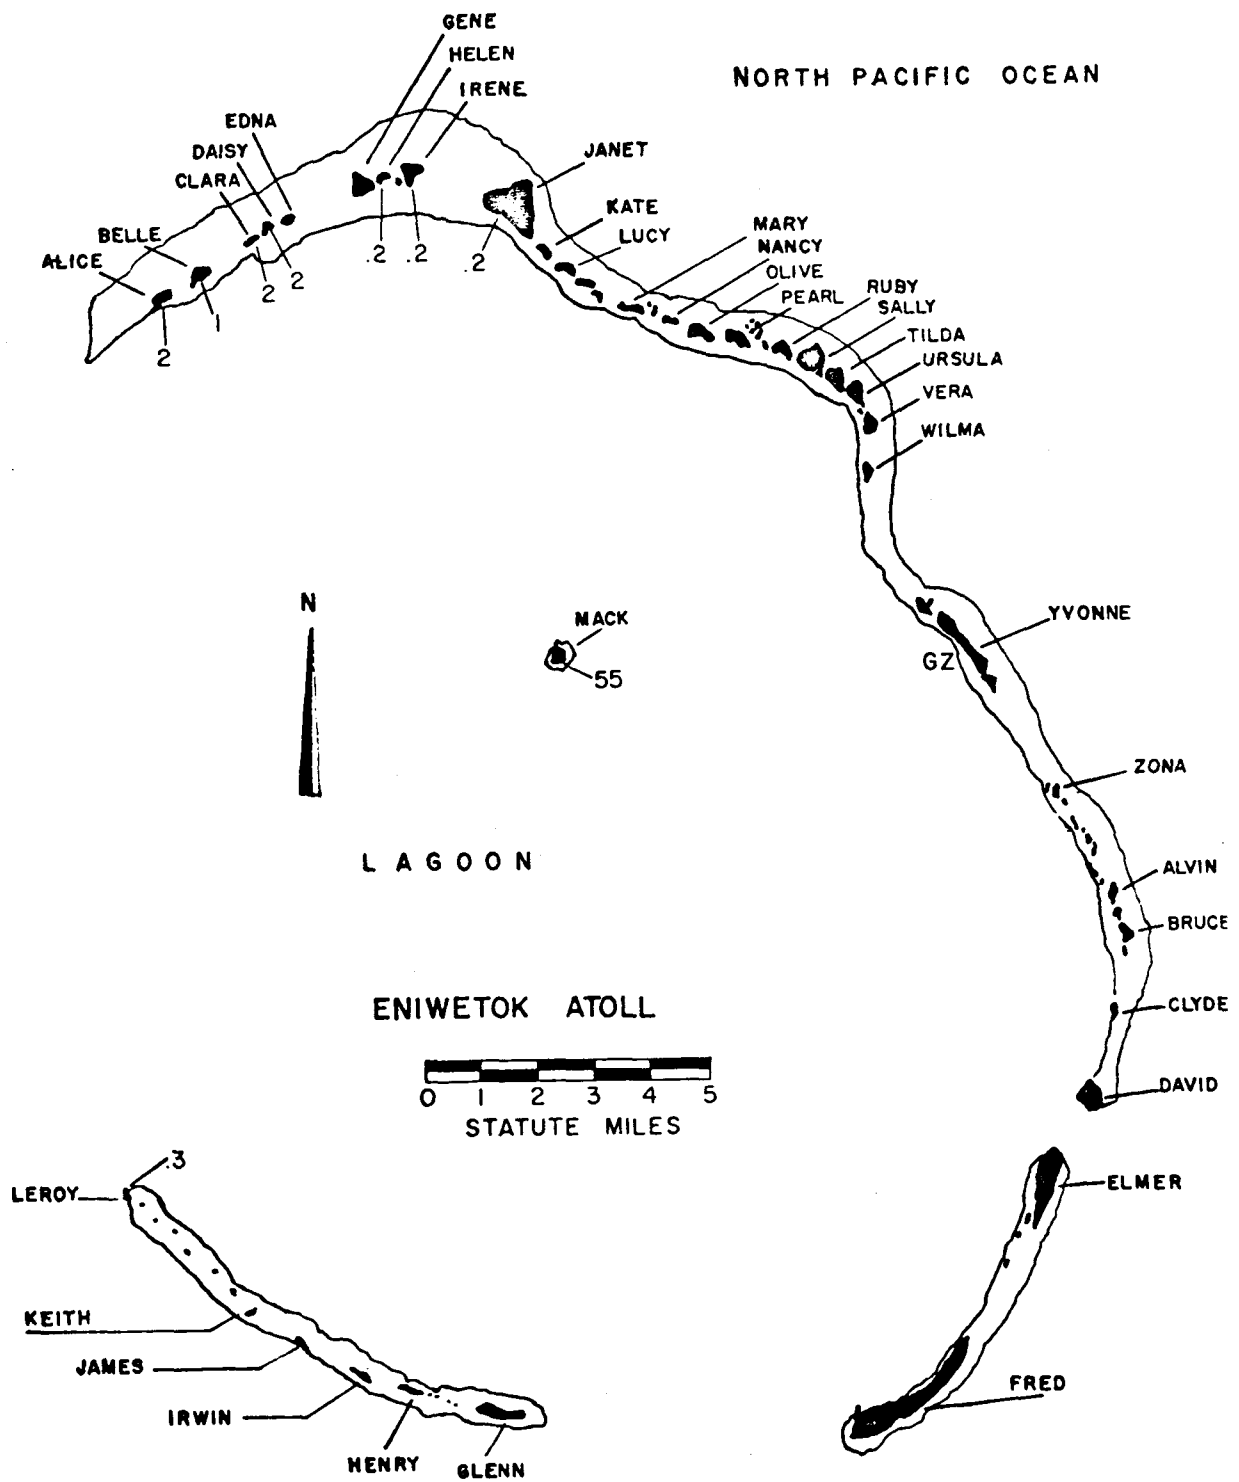 GENE
HELEN
IRENE
NORTH PACIFIC OCEAN
EDNA
DAISY
CLARA
JANET
BELLE
ALICE
KATE
LUCY
MARY
NANCY
OLIVE
PEARL
RUBY
SALLY
TILDA
URSULA
VERA
WILMA
2
1
2
2
.2
.2
.2
N
MACK
55
YVONNE
GZ
ZONA
LAGOON
ALVIN
BRUCE
ENIWETOK ATOLL
CLYDE
0 1 2 3 4 5
STATUTE MILES
DAVID
.3
LEROY
ELMER
KEITH
JAMES
IRWIN
HENRY
GLENN
FRED